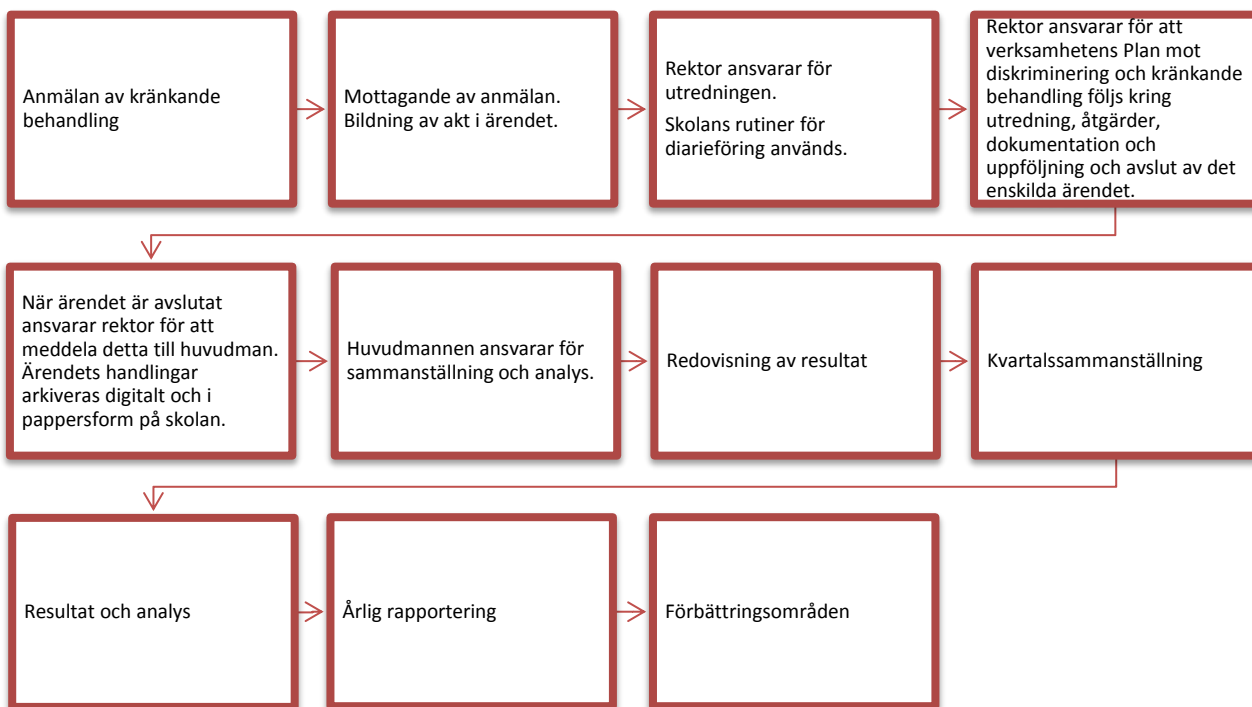 Anmälan av kränkande
behandling
Mottagande av anmälan.
Bildning av akt i ärendet.
Rektor ansvarar för
utredningen.
Skolans rutiner för
diarieföring används.
Rektor ansvarar för att
verksamhetens Plan mot
diskriminering och kränkande
behandling följs kring
utredning, åtgärder,
dokumentation och
uppföljning och avslut av det
enskilda ärendet.
När ärendet är avslutat
ansvarar rektor för att
meddela detta till huvudman.
Ärendets handlingar
arkiveras digitalt och i
pappersform på skolan.
Huvudmannen ansvarar för
sammanställning och analys.
Redovisning av resultat
Kvartalssammanställning
Resultat och analys
Årlig rapportering
Förbättringsområden